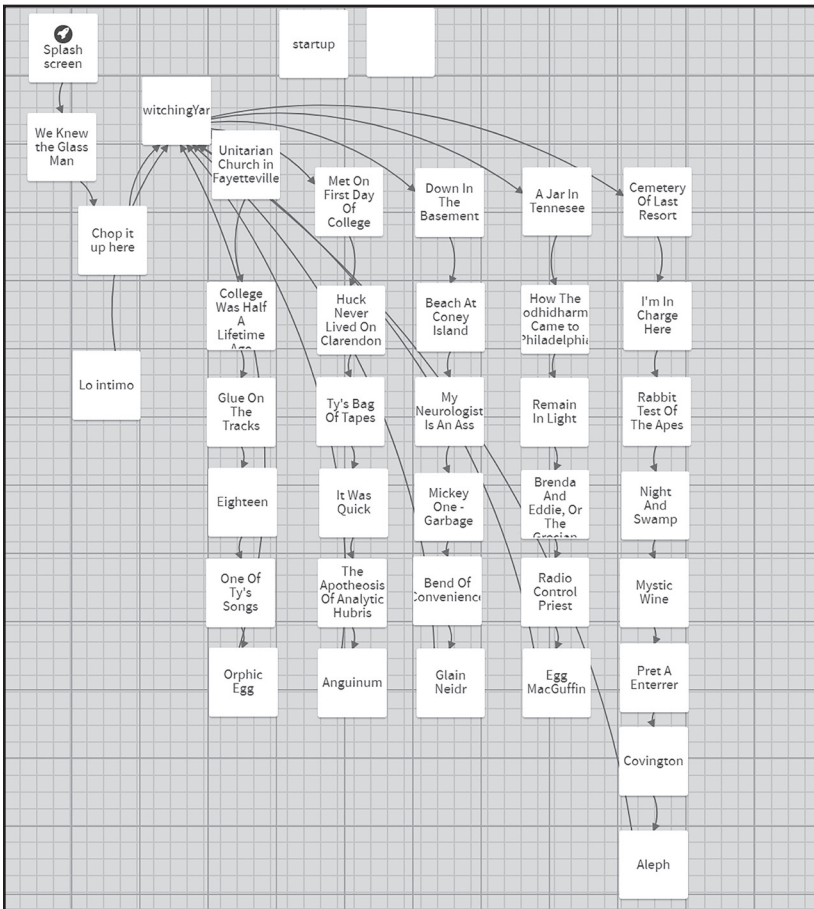 Splash
screen
startup
We Knew
the Glass
Man
witchingYar
Chop it
up here
Lo intimo
Unitarian
Church in
Fayetteville
College
Was Half
A
Lifetime
Ago
Glue On
The
Tracks
Eighteen
One Of
Ty's
Songs
Orphic
Egg
Met On
First Day
Of
College
Huck
Never
Lived On
Clarendon
Ty's Bag
Of Tapes
It Was
Quick
The
Apotheosis
Of Analytic
Hubris
Anguinum
Down In
The
Basement
Beach At
Coney
Island
My
Neurologist
Is An Ass
Mickey
One -
Garbage
Bend Of
Convenienc
Glain
Neidr
A Jar In
Tennesee
How The
odhidharm
Came to
Philadelphia
Remain
In Light
Brenda
And
Eddie, Or
The
Grecian
Radio
Control
Priest
Egg
MacGuffin
Cemetery
Of Last
Resort
I'm In
Charge
Here
Rabbit
Test Of
The Apes
Night
And
Swamp
Mystic
Wine
Pret A
Enterrer
Covington
Aleph